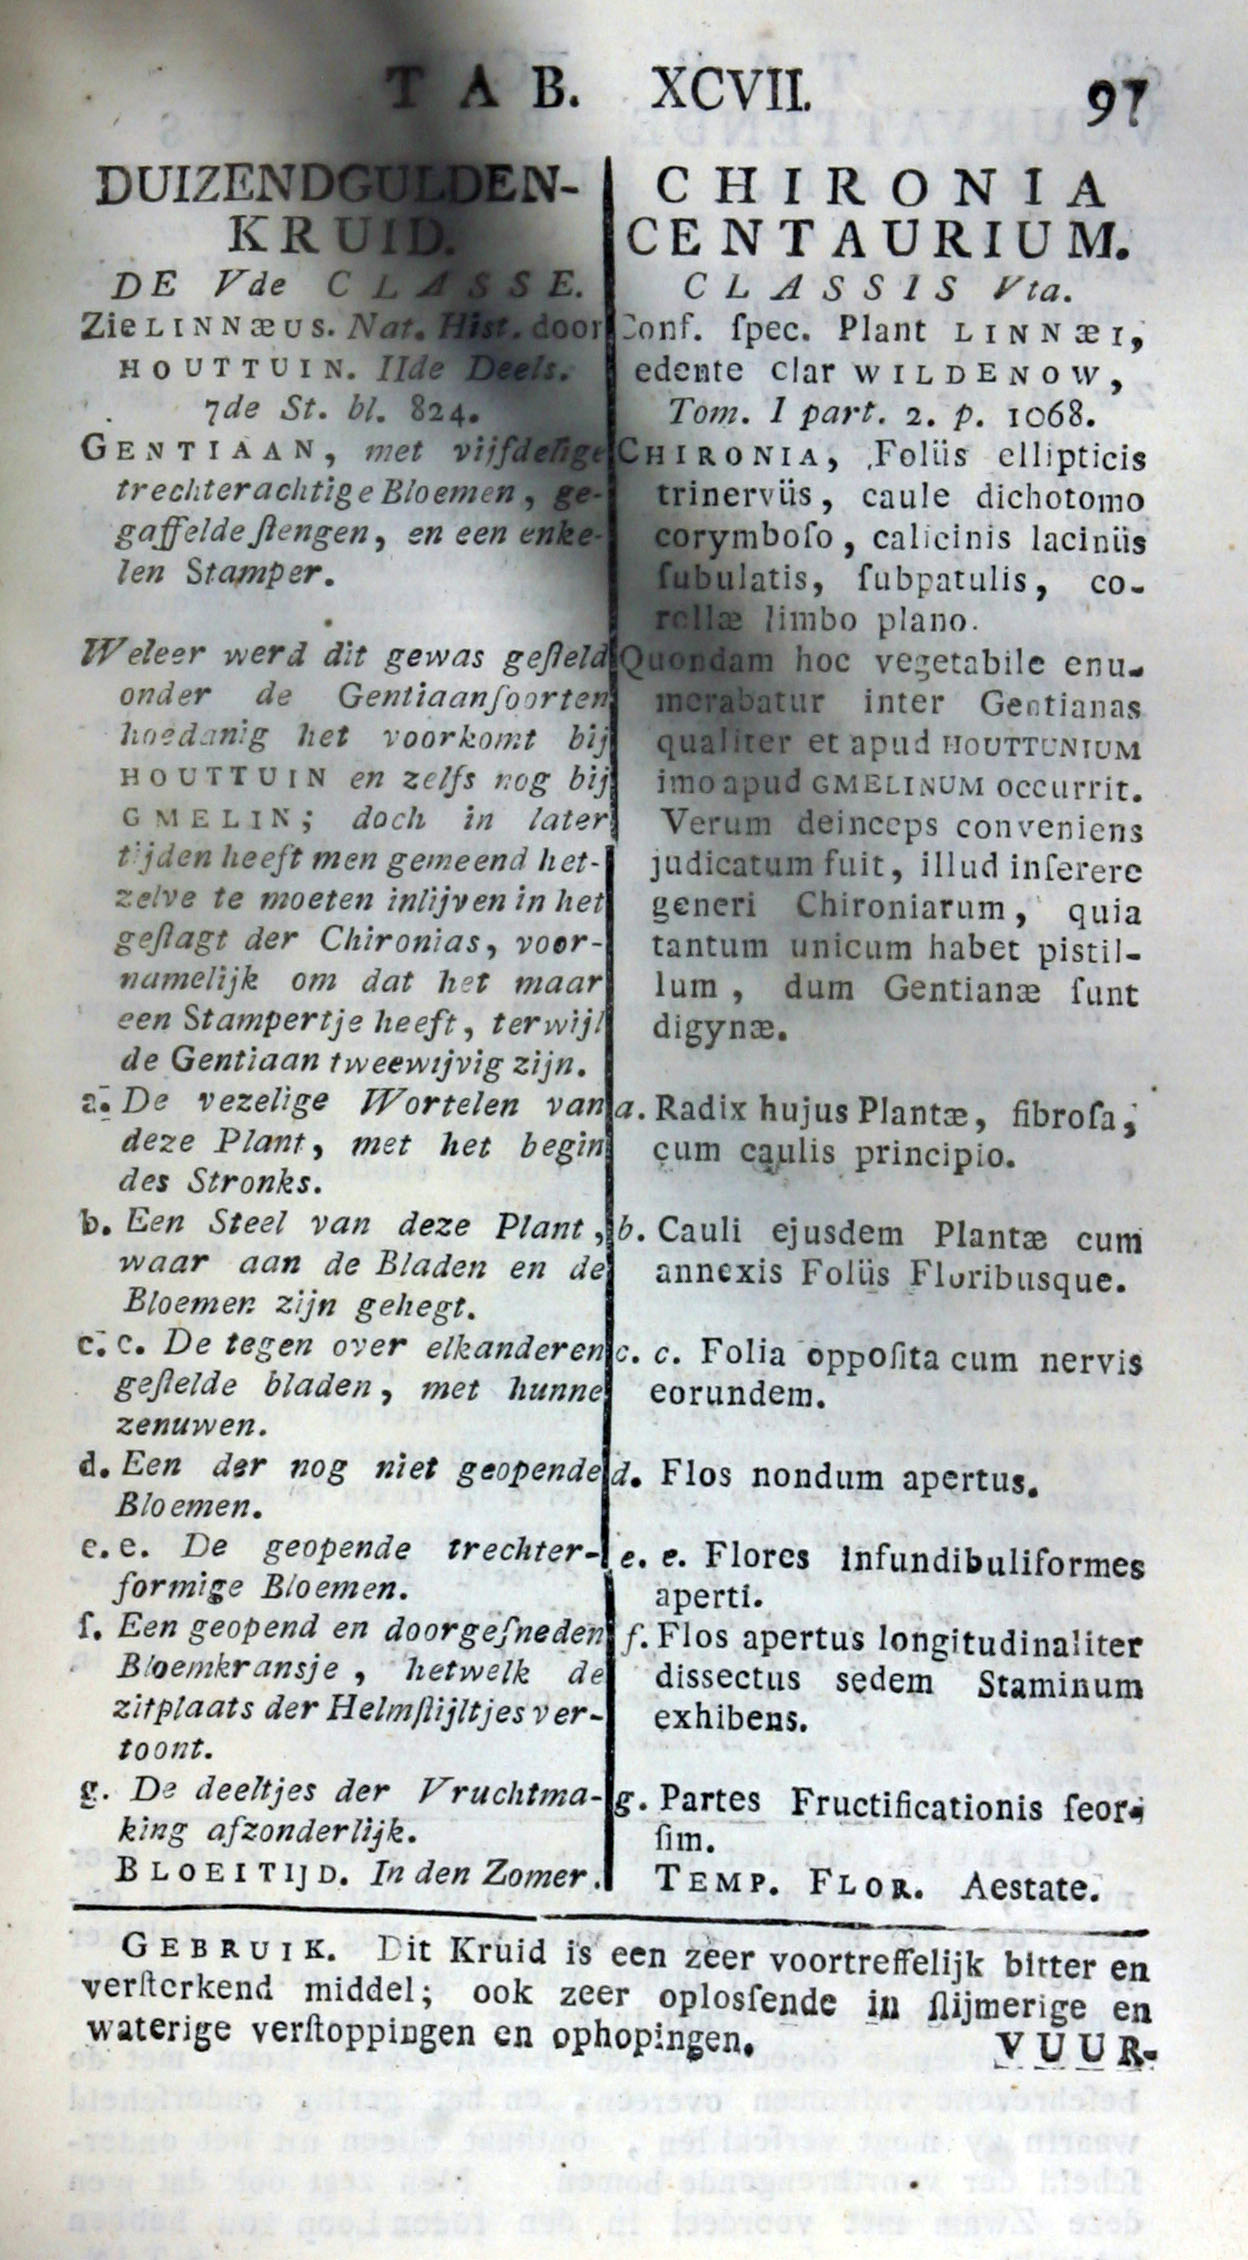 TAB. XCVII. 97
DUIZENDGULDEN-
KRUID.
DE Vde CLASSE.
Zie LINNÆUS. Nat. Hist. door
HOUTTUIN. IIde Deels.
7de St. bl. 824.
GENTIAAN, met vijfdelige
trechterachtige Bloemen, ge-
gaffelde ſtengen, en een enke-
len Stamper.
Weleer werd dit gewas geſteld
onder de Gentiaanſoorten
hoedanig het voorkomt bij
HOUTTUIN en zelfs nog bij
GMELIN; doch in later
tijden heeft men gemeend het-
zelve te moeten inlijven in het
geſlagt der Chironias, voor-
namelijk om dat het maar
een Stampertje heeft, terwijl
de Gentiaan tweewijvig zijn.
a. De vezelige Wortelen van
deze Plant, met het begin
des Stronks.
b. Een Steel van deze Plant,
waar aan de Bladen en de
Bloemen zijn gehegt.
c. c. De tegen over elkanderen
geſtelde bladen, met hunne
zenuwen.
d. Een der nog niet geopende
Bloemen.
e. e. De geopende trechter-
formige Bloemen.
f. Een geopend en doorgeſneden
Bloemkransje, hetwelk de
zitplaats der Helmſtijltjes ver-
toont.
g. De deeltjes der Vruchtma-
king afzonderlijk.
BLOEITIJD. In den Zomer.
CHIRONIA
CENTAURIUM.
CLASSIS Vta.
Conf. ſpec. Plant LINNÆI,
edente clar WILDENOW,
Tom. I part. 2. p. 1068.
CHIRONIA, Foliis ellipticis
trinerviis, caule dichotomo
corymboſo, calicinis laciniis
ſubulatis, ſubpatulis, co-
rellæ limbo plano.
Quondam hoc vegetabile enu-
merabatur inter Gentianas
qualiter et apud HOUTTUNIUM
imo apud GMELINUM occurrit.
Verum deinceps conveniens
judicatum fuit, illud inſerere
generi Chironiarum, quia
tantum unicum habet pistil-
lum, dum Gentianæ ſunt
digynæ.
a. Radix hujus Plantæ, fibroſa,
cum caulis principio.
b. Cauli ejusdem Plantæ cum
annexis Foliis Floribusque.
c. c. Folia oppoſita cum nervis
eorundem.
d. Flos nondum apertus.
e. e. Flores infundibuliformes
aperti.
f. Flos apertus longitudinaliter
dissectus sedem Staminum
exhibens.
g. Partes Fructificationis ſeor-
ſim.
TEMP. FLOR. Aestate.
GEBRUIK. Dit Kruid is een zeer voortreffelijk bitter en
verſterkend middel; ook zeer oplosſende in ſlijmerige en
waterige verſtoppingen en ophopingen.
VUUR-